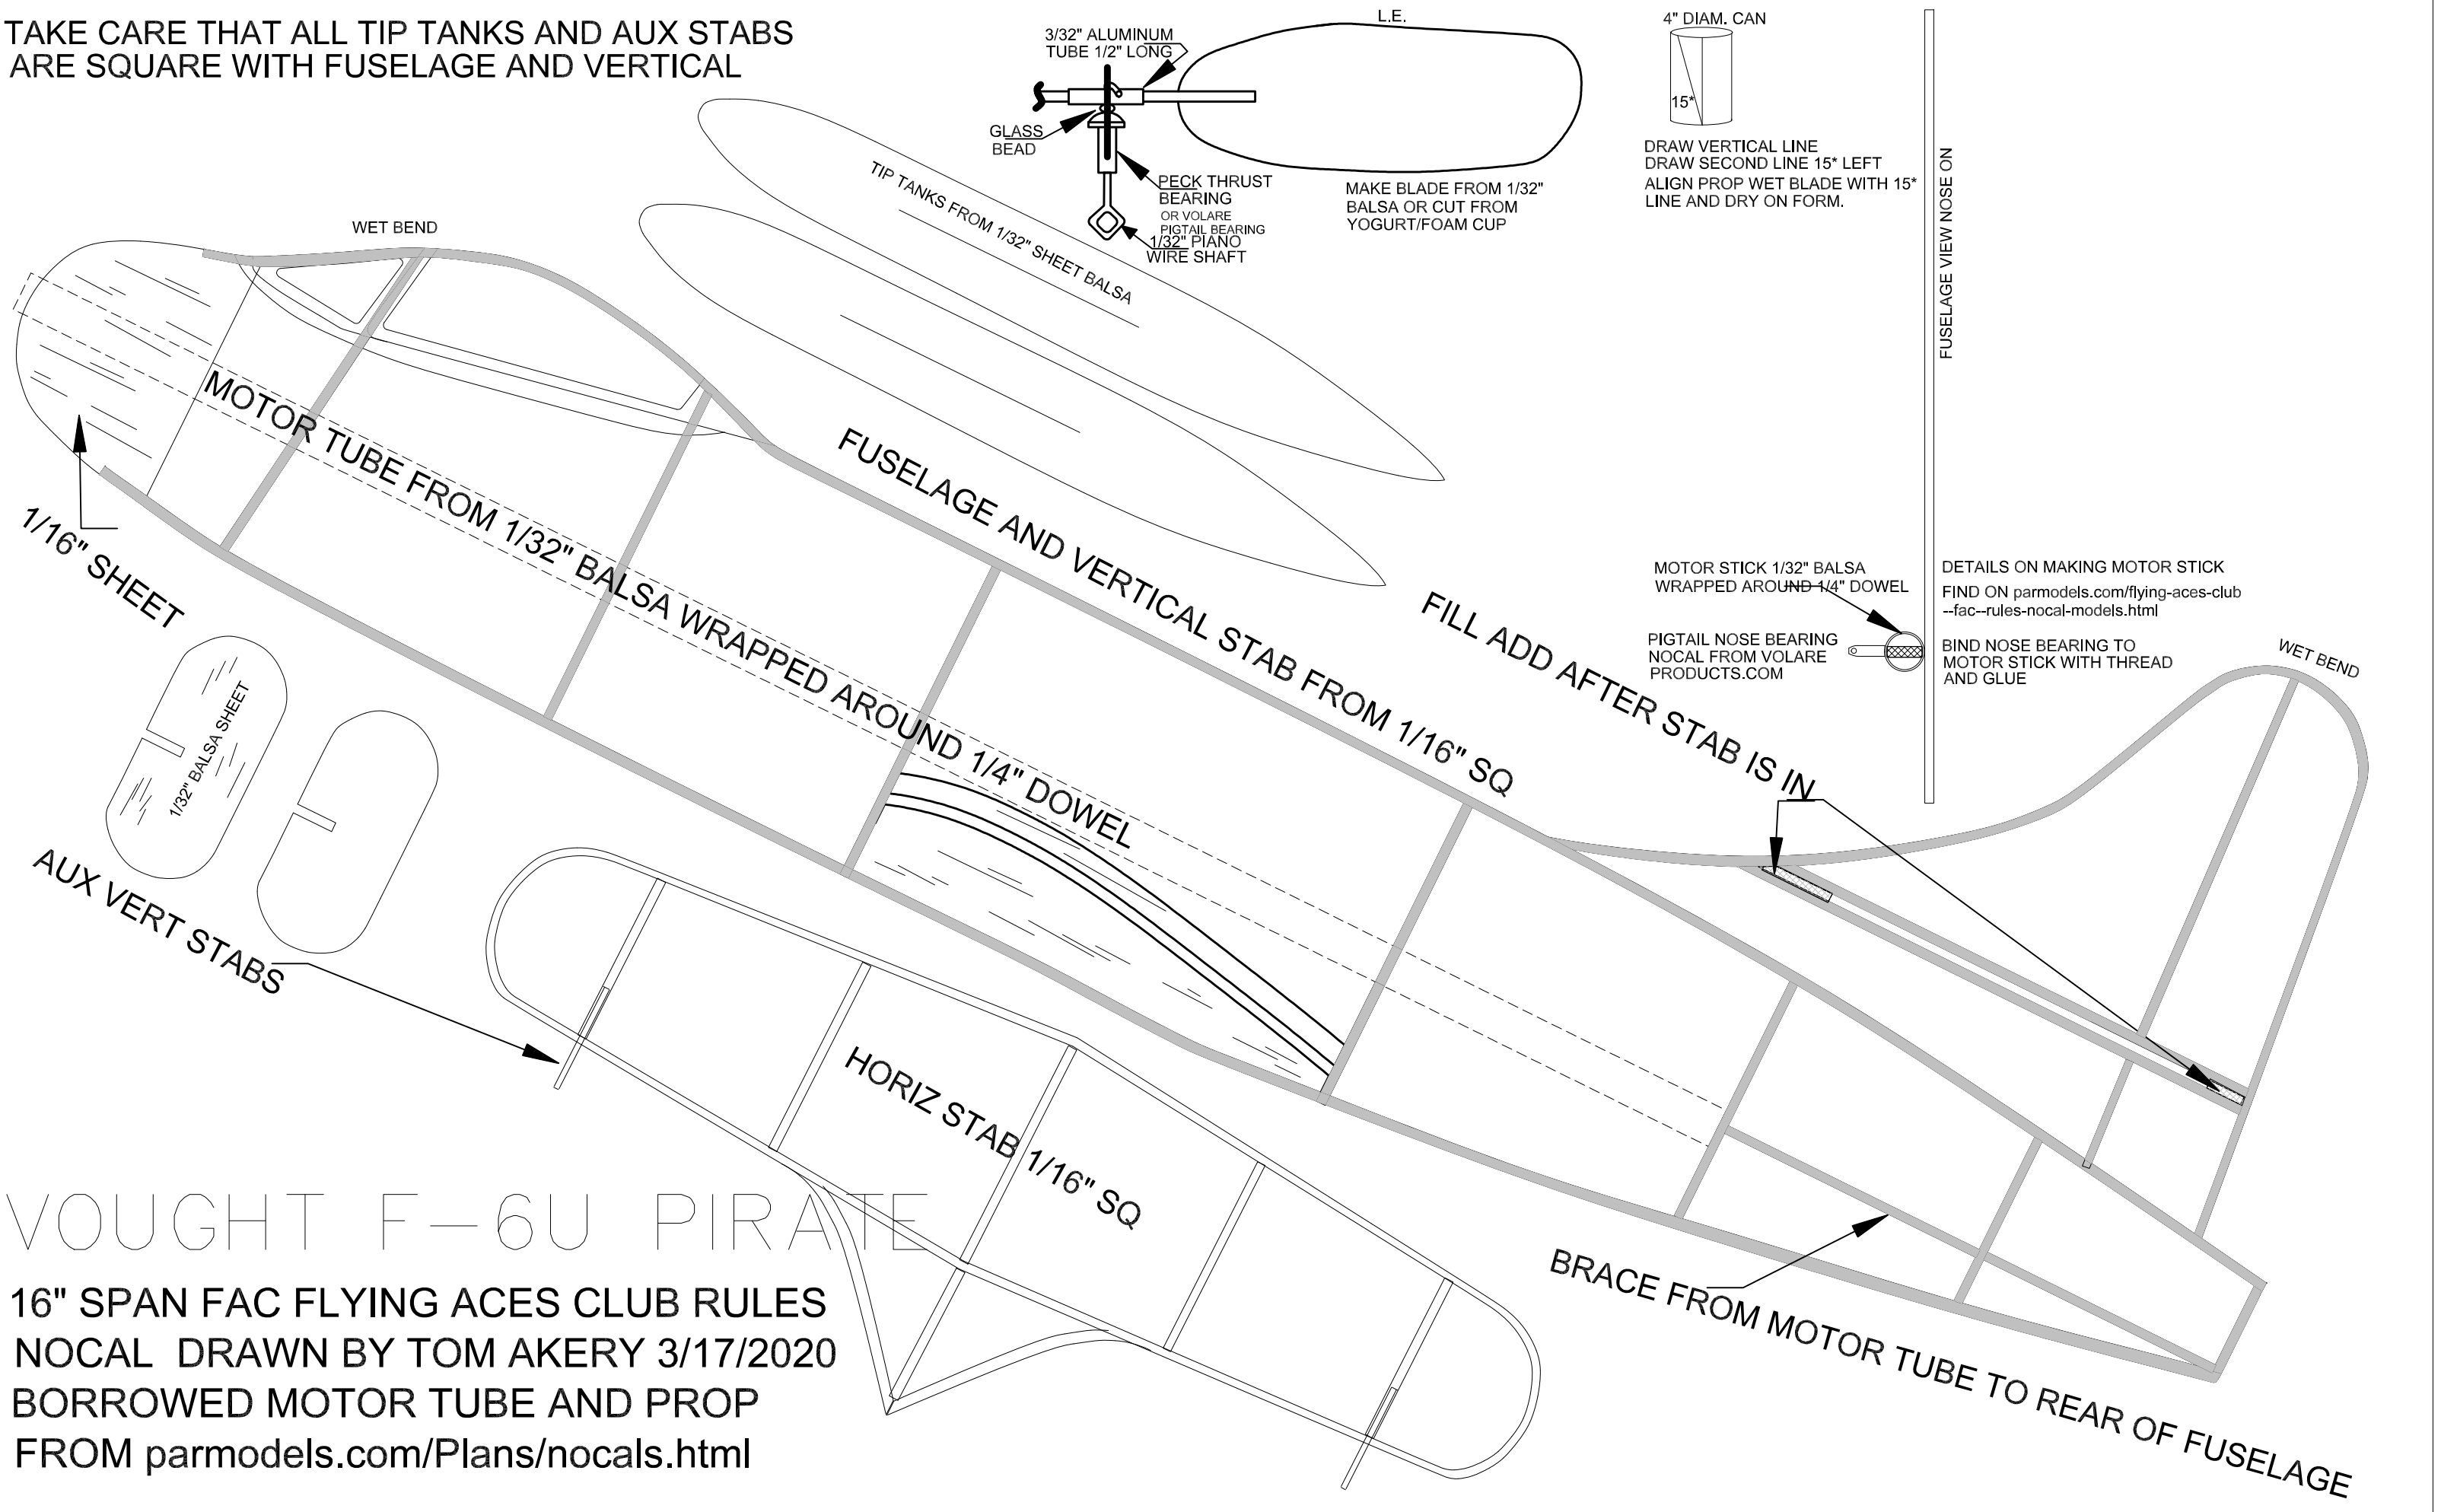 TAKE CARE THAT ALL TIP TANKS AND AUX STABS
ARE SQUARE WITH FUSELAGE AND VERTICAL
3/32" ALUMINUM
TUBE 1/2" LONG
L.E.
GLASS
BEAD
PECK THRUST
BEARING
OR VOLARE
PIGTAIL BEARING
1/32" PIANO
WIRE SHAFT
MAKE BLADE FROM 1/32"
BALSA OR CUT FROM
YOGURT/FOAM CUP
4" DIAM. CAN
15*
DRAW VERTICAL LINE
DRAW SECOND LINE 15* LEFT
ALIGN PROP WET BLADE WITH 15*
LINE AND DRY ON FORM.
FUSELAGE VIEW NOSE ON
WET BEND
TIP TANKS FROM 1/32" SHEET BALSA
MOTOR TUBE FROM 1/32" BALSA WRAPPED AROUND 1/4" DOWEL
FUSELAGE AND VERTICAL STAB FROM 1/16" SQ
1/16" SHEET
FILL ADD AFTER STAB IS IN
MOTOR STICK 1/32" BALSA
WRAPPED AROUND 1/4" DOWEL
PIGTAIL NOSE BEARING
NOCAL FROM VOLARE
PRODUCTS.COM
DETAILS ON MAKING MOTOR STICK
FIND ON parmodels.com/flying-aces-club
--fac--rules-nocal-models.html
BIND NOSE BEARING TO
MOTOR STICK WITH THREAD
AND GLUE
WET BEND
1/32" BALSA SHEET
AUX VERT STABS
HORIZ STAB 1/16" SQ
BRACE FROM MOTOR TUBE TO REAR OF FUSELAGE
VOUGHT F-6U PIRATE
16" SPAN FAC FLYING ACES CLUB RULES
NOCAL DRAWN BY TOM AKERY 3/17/2020
BORROWED MOTOR TUBE AND PROP
FROM parmodels.com/Plans/nocals.html